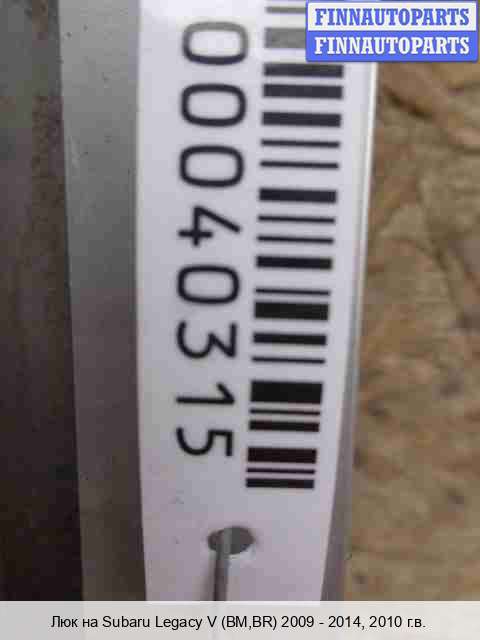 FINNAUTOPARTS
FINNAUTOPARTS
00040315
Люк на Subaru Legacy V (BM,BR) 2009 - 2014, 2010 г.в.